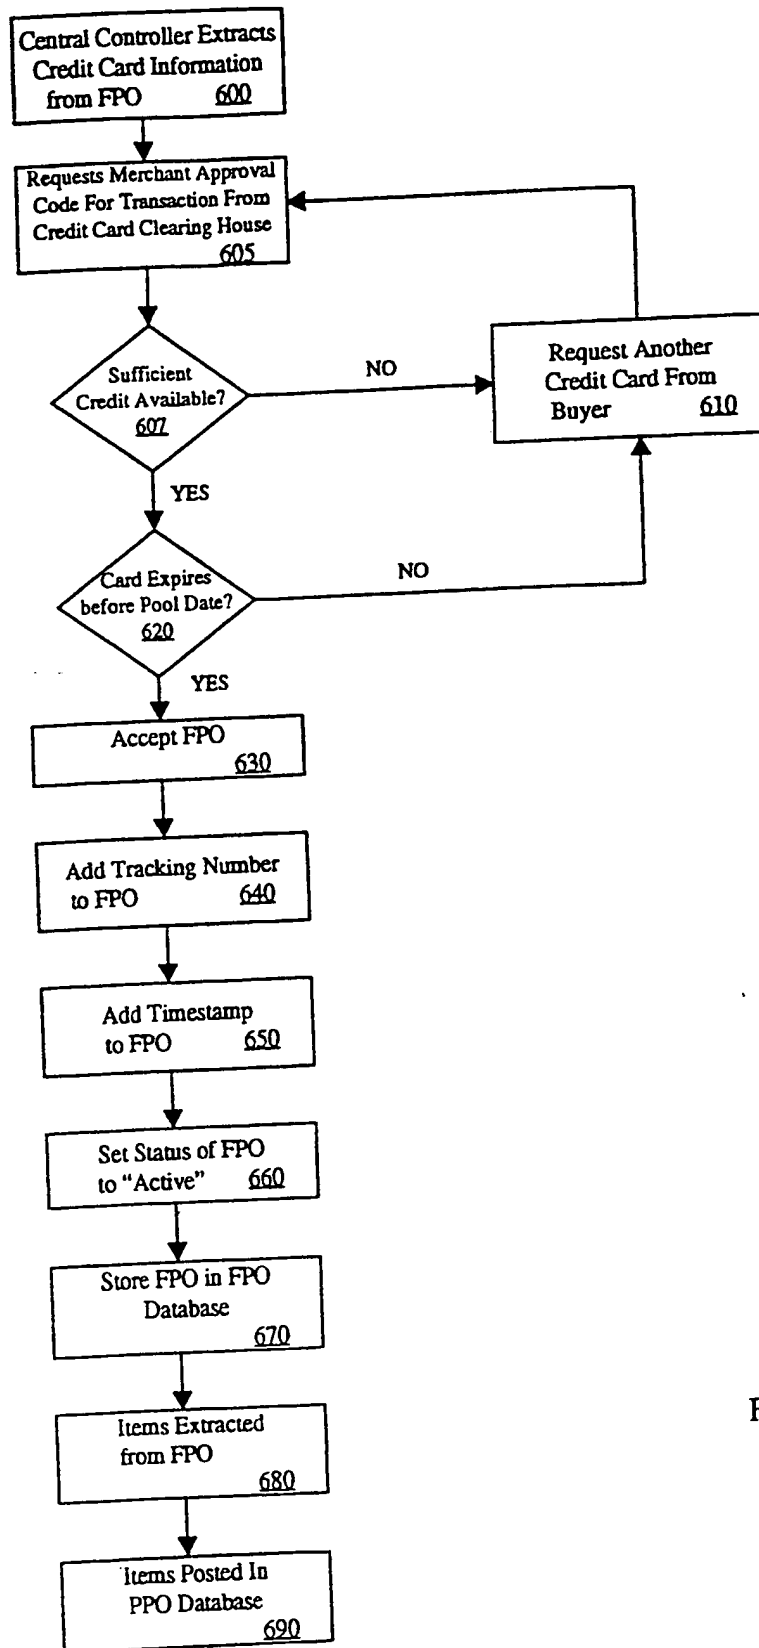 Central Controller Extracts
Credit Card Information
from FPO 600
Requests Merchant Approval
Code For Transaction From
Credit Card Clearing House
605
Sufficient
Credit Available?
607
NO
Request Another
Credit Card From
Buyer 610
YES
Card Expires
before Pool Date?
620
NO
YES
Accept FPO
630
Add Tracking Number
to FPO 640
Add Timestamp
to FPO 650
Set Status of FPO
to “Active” 660
Store FPO in FPO
Database
670
Items Extracted
from FPO
680
Items Posted In
PPO Database
690